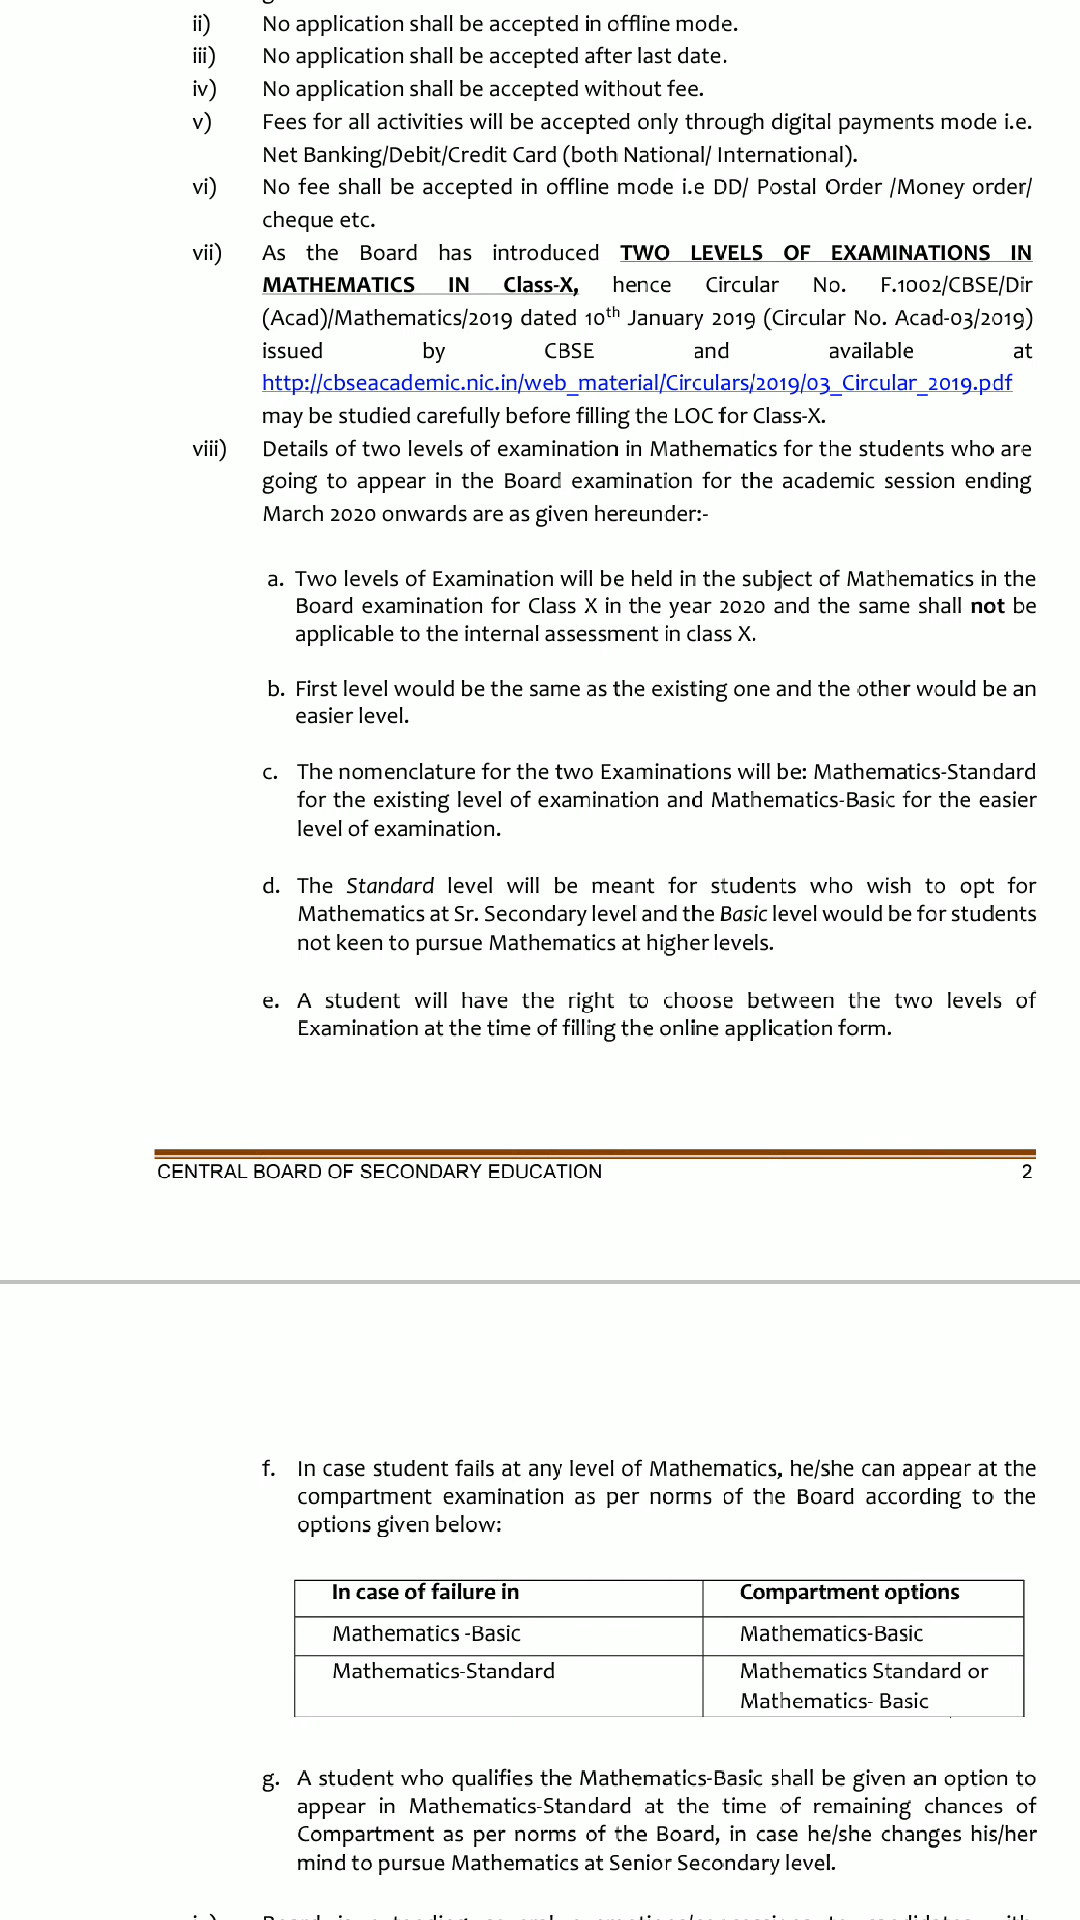 ii) No application shall be accepted in offline mode.
iii) No application shall be accepted after last date.
iv) No application shall be accepted without fee.
v) Fees for all activities will be accepted only through digital payments mode i.e.
Net Banking/Debit/Credit Card (both National/ International).
vi) No fee shall be accepted in offline mode i.e DD/ Postal Order /Money order/
cheque etc.
vii) As the Board has introduced TWO LEVELS OF EXAMINATIONS IN
MATHEMATICS IN Class-X, hence Circular No. F.1002/CBSE/Dir
(Acad)/Mathematics/2019 dated 10th January 2019 (Circular No. Acad-03/2019)
issued by CBSE and available at
http://cbseacademic.nic.in/web_material/Circulars/2019/03_Circular_2019.pdf
may be studied carefully before filling the LOC for Class-X.
viii) Details of two levels of examination in Mathematics for the students who are
going to appear in the Board examination for the academic session ending
March 2020 onwards are as given hereunder:-
a. Two levels of Examination will be held in the subject of Mathematics in the
Board examination for Class X in the year 2020 and the same shall not be
applicable to the internal assessment in class X.
b. First level would be the same as the existing one and the other would be an
easier level.
c. The nomenclature for the two Examinations will be: Mathematics-Standard
for the existing level of examination and Mathematics-Basic for the easier
level of examination.
d. The Standard level will be meant for students who wish to opt for
Mathematics at Sr. Secondary level and the Basic level would be for students
not keen to pursue Mathematics at higher levels.
e. A student will have the right to choose between the two levels of
Examination at the time of filling the online application form.
CENTRAL BOARD OF SECONDARY EDUCATION 2
f. In case student fails at any level of Mathematics, he/she can appear at the
compartment examination as per norms of the Board according to the
options given below:
In case of failure in Compartment options
Mathematics -Basic Mathematics-Basic
Mathematics-Standard Mathematics Standard or
Mathematics- Basic
g. A student who qualifies the Mathematics-Basic shall be given an option to
appear in Mathematics-Standard at the time of remaining chances of
Compartment as per norms of the Board, in case he/she changes his/her
mind to pursue Mathematics at Senior Secondary level.